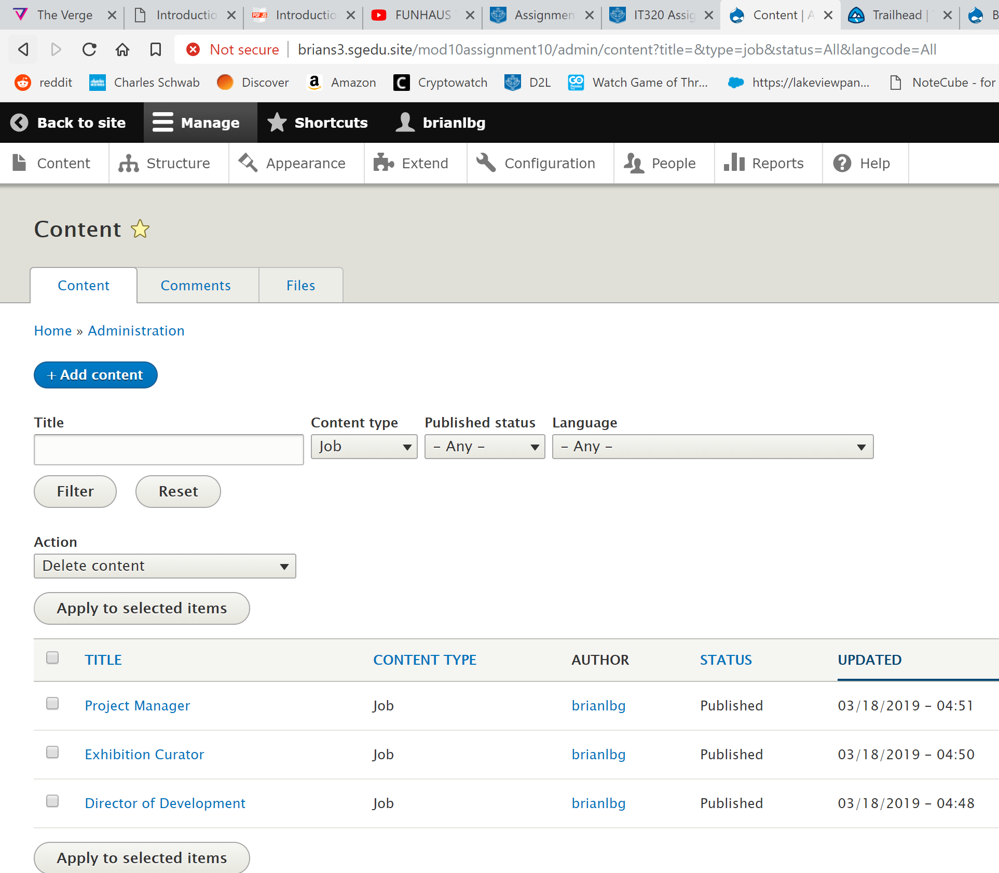 The Verge Introductio Introductio FUNHAUS Assignmen IT320 Assig Content | A Trailhead | B
Not secure brians3.sgedu.site/mod10assignment10/admin/content?title=&type=job&status=All&langcode=All
reddit Charles Schwab Discover Amazon Cryptowatch D2L Watch Game of Thr... https://lakeviewpan... NoteCube - for
Back to site Manage Shortcuts brianlbg
Content Structure Appearance Extend Configuration People Reports Help
Content
Content Comments Files
Home » Administration
+ Add content
Title Content type Published status Language
Job - Any - - Any -
Filter Reset
Action
Delete content
Apply to selected items
TITLE CONTENT TYPE AUTHOR STATUS UPDATED
Project Manager Job brianlbg Published 03/18/2019 - 04:51
Exhibition Curator Job brianlbg Published 03/18/2019 - 04:50
Director of Development Job brianlbg Published 03/18/2019 - 04:48
Apply to selected items